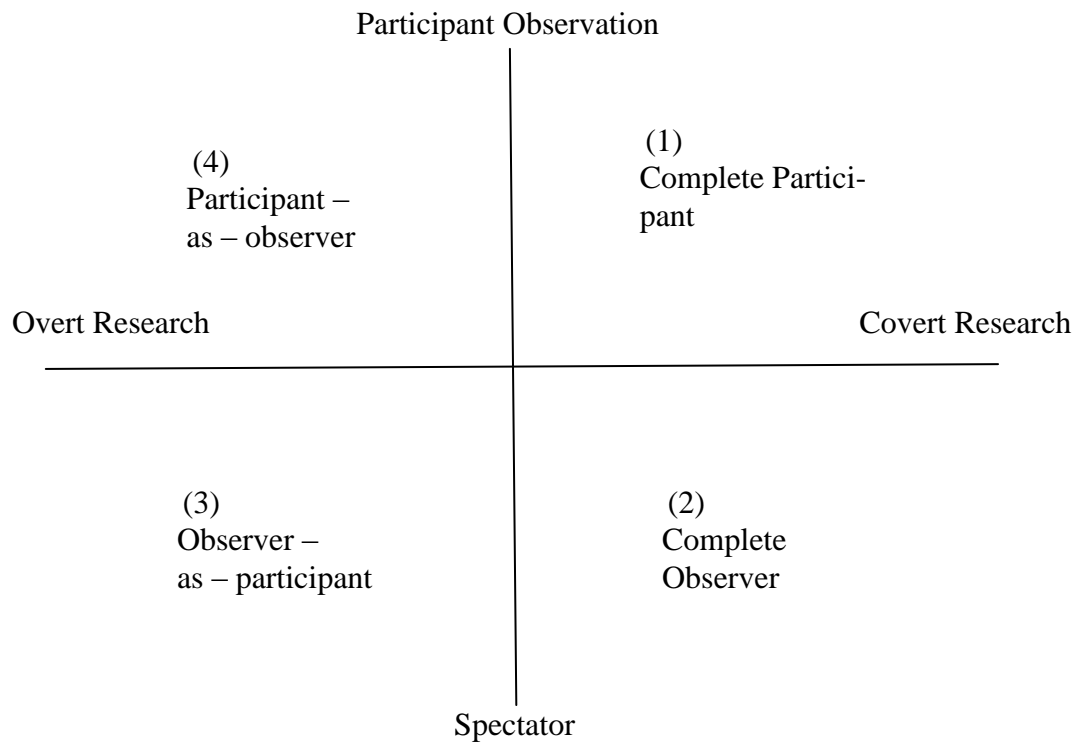 Participant Observation
(4)
Participant –
as – observer
(1)
Complete Partici-
pant
Overt Research
Covert Research
(3)
Observer –
as – participant
(2)
Complete
Observer
Spectator